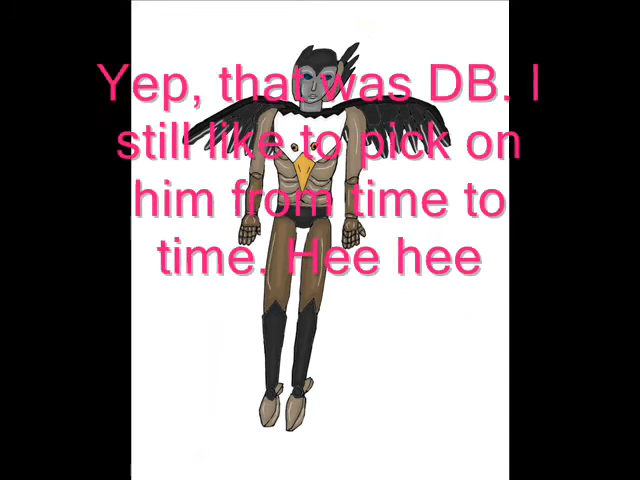 Yep, that was DB. I
still like to pick on
him from time to
time. Hee hee